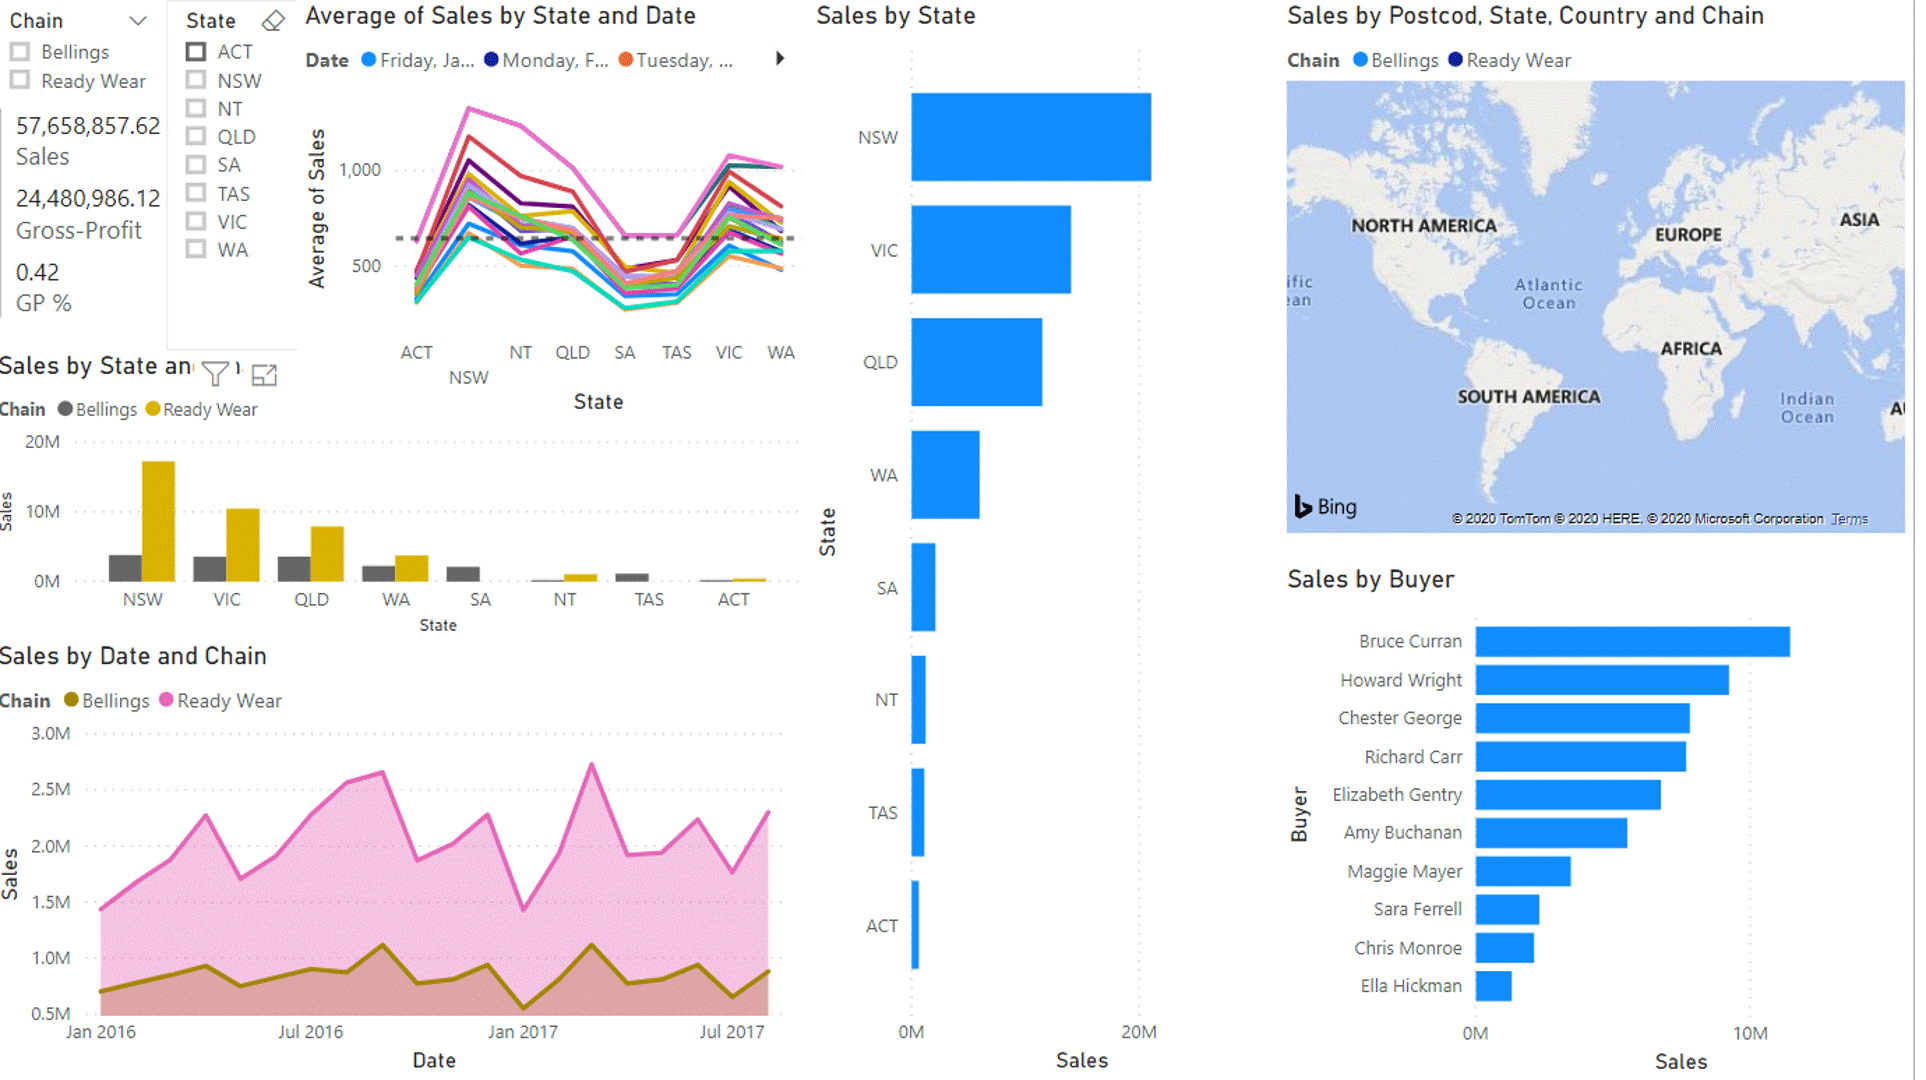 Chain
Bellings
Ready Wear
57,658,857.62
Sales
24,480,986.12
Gross-Profit
0.42
GP %
State
ACT
NSW
NT
QLD
SA
TAS
VIC
WA
Average of Sales by State and Date
Date Friday, Ja... Monday, F... Tuesday, ...
Average of Sales
1,000
500
ACT NT QLD SA TAS VIC WA
NSW
State
Sales by State an
Chain Bellings Ready Wear
Sales
20M
10M
0M
NSW VIC QLD WA SA NT TAS ACT
State
Sales by Date and Chain
Chain Bellings Ready Wear
Sales
3.0M
2.5M
2.0M
1.5M
1.0M
0.5M
Jan 2016 Jul 2016 Jan 2017 Jul 2017
Date
Sales by State
State
NSW
VIC
QLD
WA
SA
NT
TAS
ACT
0M 20M
Sales
Sales by Postcod, State, Country and Chain
Chain Bellings Ready Wear
NORTH AMERICA
EUROPE
ASIA
ific
ean
Atlantic
Ocean
AFRICA
SOUTH AMERICA
Indian
Ocean
AU
Bing
© 2020 TomTom © 2020 HERE, © 2020 Microsoft Corporation Terms
Sales by Buyer
Buyer
Bruce Curran
Howard Wright
Chester George
Richard Carr
Elizabeth Gentry
Amy Buchanan
Maggie Mayer
Sara Ferrell
Chris Monroe
Ella Hickman
0M 10M
Sales